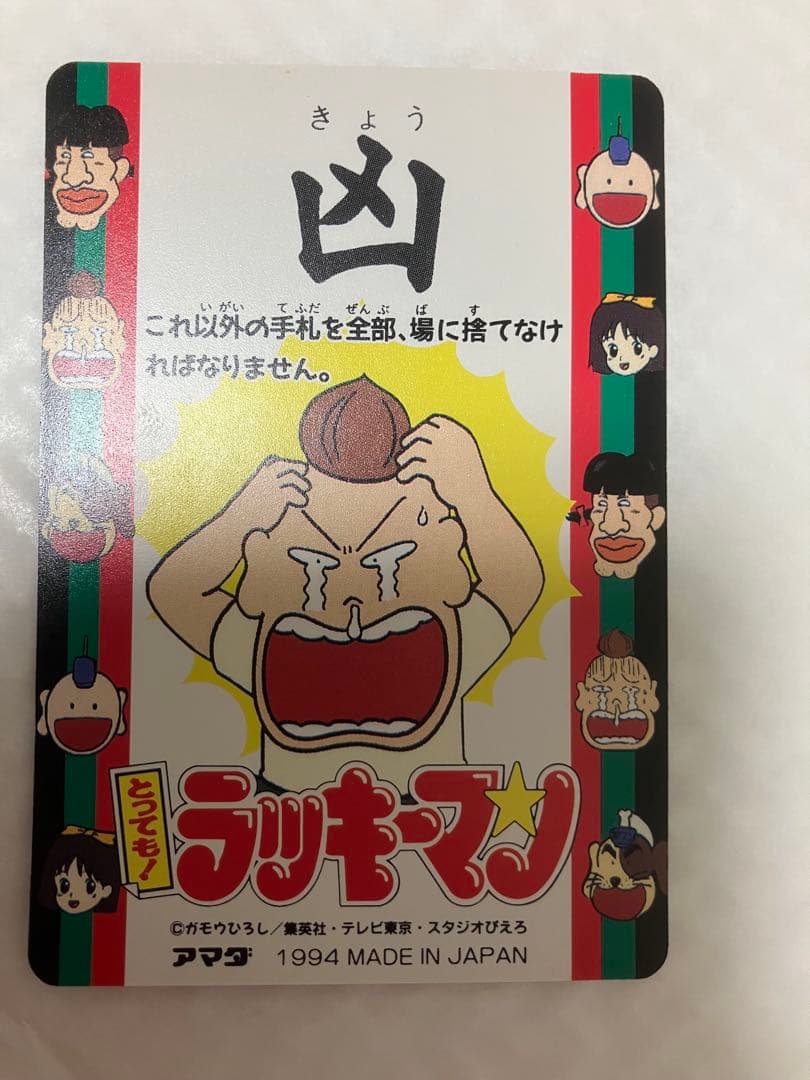 きょう
凶
いがい てふだ ぜんぶ ば す
これ以外の手札を全部、場に捨てなけ
ればなりません。
とっても!
ラッキーマン
©ガモウひろし/集英社・テレビ東京・スタジオぴえろ
アマダ 1994 MADE IN JAPAN